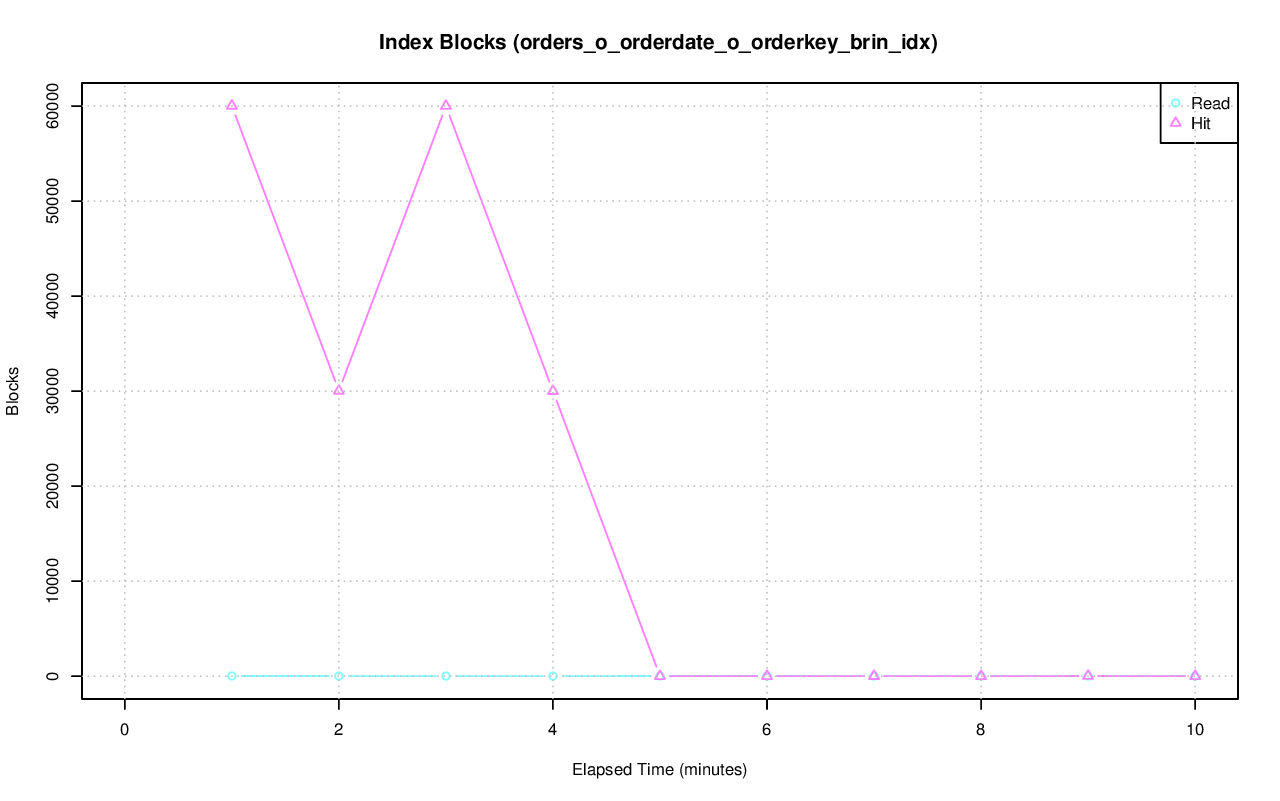 Index Blocks (orders_o_orderdate_o_orderkey_brin_idx)
Read
Hit
60000
50000
40000
30000
20000
10000
0
Blocks
0 2 4 6 8 10
Elapsed Time (minutes)